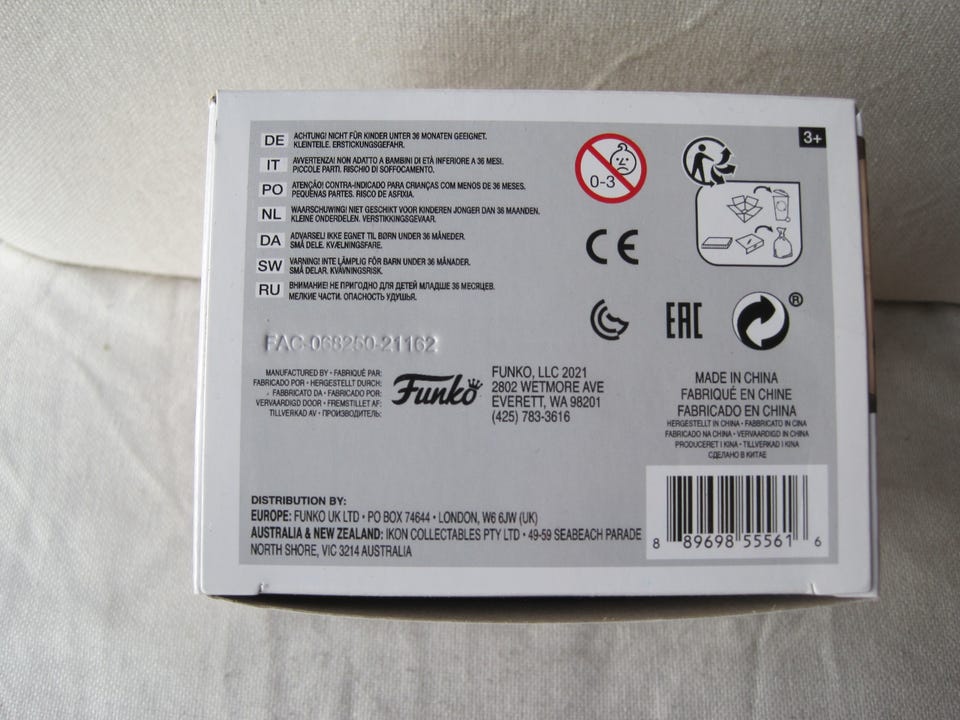 3+
DE ACHTUNG! NICHT FÜR KINDER UNTER 36 MONATEN GEEIGNET.
KLEINTEILE. ERSTICKUNGSGEFAHR.
IT AVVERTENZA! NON ADATTO A BAMBINI DI ETÀ INFERIORE A 36 MESI.
PICCOLE PARTI. RISCHIO DI SOFFOCAMENTO.
PO ATENÇÃO! CONTRA-INDICADO PARA CRIANÇAS COM MENOS DE 36 MESES.
PEQUENAS PARTES. RISCO DE ASFIXIA.
NL WAARSCHUWING! NIET GESCHIKT VOOR KINDEREN JONGER DAN 36 MAANDEN.
KLEINE ONDERDELEN. VERSTIKKINGSGEVAAR.
DA ADVARSEL! IKKE EGNET TIL BØRN UNDER 36 MÅNEDER.
SMÅ DELE. KVÆLNINGSFARE.
SW VARNING! INTE LÄMPLIG FÖR BARN UNDER 36 MÅNADER.
SMÅ DELAR. KVÄVNINGSRISK.
RU ВНИМАНИЕ! НЕ ПРИГОДНО ДЛЯ ДЕТЕЙ МЛАДШЕ 36 МЕСЯЦЕВ.
МЕЛКИЕ ЧАСТИ. ОПАСНОСТЬ УДУШЬЯ.
0-3
CE
EAC
®
FAC-068260-21162
MANUFACTURED BY • FABRIQUÉ PAR:
FABRICADO POR • HERGESTELLT DURCH:
FABBRICATO DA • FABRICADO POR:
VERVAARDIGD DOOR • FREMSTILLET AF:
TILLVERKAD AV • ПРОИЗВОДИТЕЛЬ:
Funko
FUNKO, LLC 2021
2802 WETMORE AVE
EVERETT, WA 98201
(425) 783-3616
MADE IN CHINA
FABRIQUÉ EN CHINE
FABRICADO EN CHINA
HERGESTELLT IN CHINA • FABBRICATO IN CINA
FABRICADO NA CHINA • VERVAARDIGD IN CHINA
PRODUCERET I KINA • TILLVERKAD I KINA
СДЕЛАНО В КИТАЕ
DISTRIBUTION BY:
EUROPE: FUNKO UK LTD • PO BOX 74644 • LONDON, W6 6JW (UK)
AUSTRALIA & NEW ZEALAND: IKON COLLECTABLES PTY LTD • 49-59 SEABEACH PARADE
NORTH SHORE, VIC 3214 AUSTRALIA
8 89698 55561 6